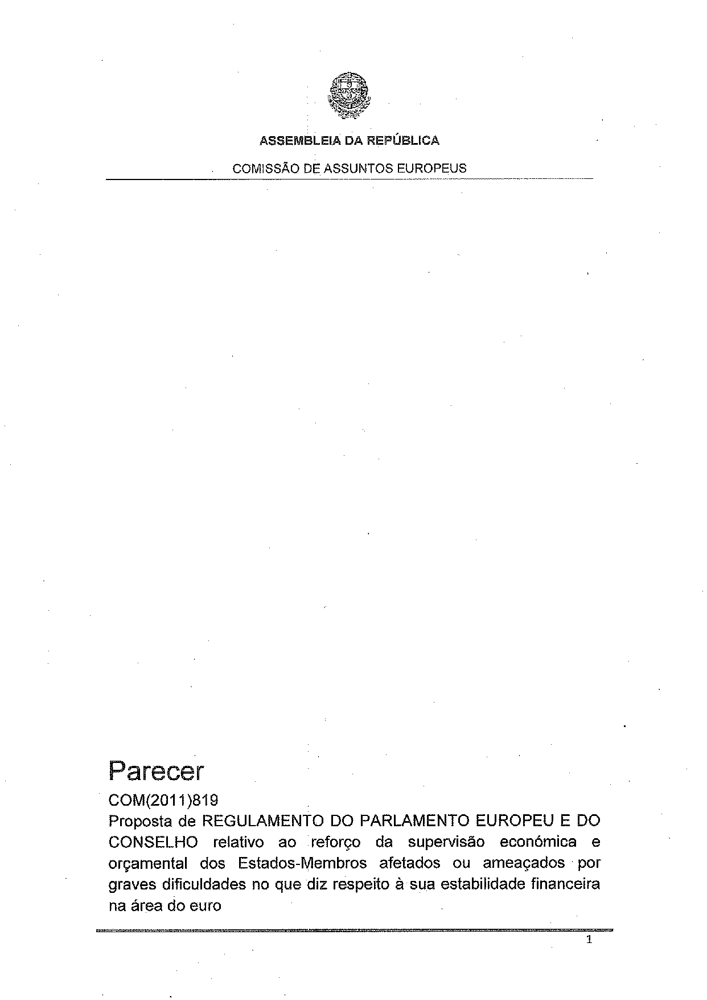 ASSEMBLEIA DA REPÚBLICA
COMISSÃO DE ASSUNTOS EUROPEUS
Parecer
COM(2011)819
Proposta de REGULAMENTO DO PARLAMENTO EUROPEU E DO
CONSELHO relativo ao reforço da supervisão económica e
orçamental dos Estados-Membros afetados ou ameaçados por
graves dificuldades no que diz respeito à sua estabilidade financeira
na área do euro
1